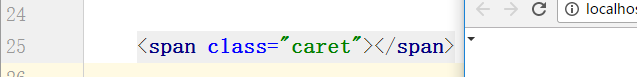 24
25 <span class="caret"></span>
localhos